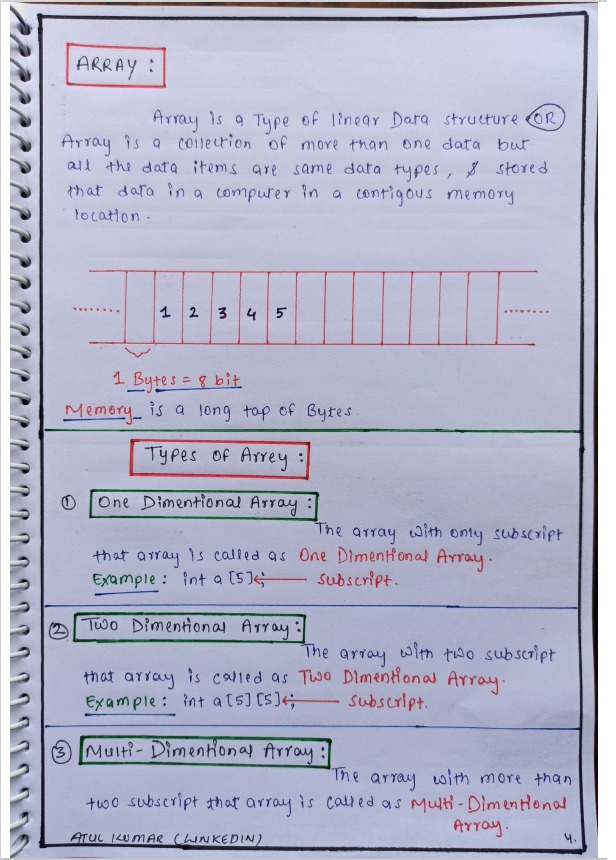 ARRAY :
Array is a Type of linear Data structure OR
Array is a collection of more than one data but
all the data items are same data types, & stored
that data in a computer in a contigous memory
location.
........ 1 2 3 4 5 ........
1 Bytes = 8 bit
Memory is a long tap of Bytes.
Types of Arrey :
① One Dimentional Array :
The array with only subscript
that array is called as One Dimentional Array.
Example : int a [5]; ← subscript.
② Two Dimentional Array :
The array with two subscript
that array is called as Two Dimentional Array.
Example : int a [5] [5]; ← subscript.
③ Multi-Dimentional Array :
The array with more than
two subscript that array is called as Multi-Dimentional
Array.
ATUL KUMAR (LINKEDIN) 4.